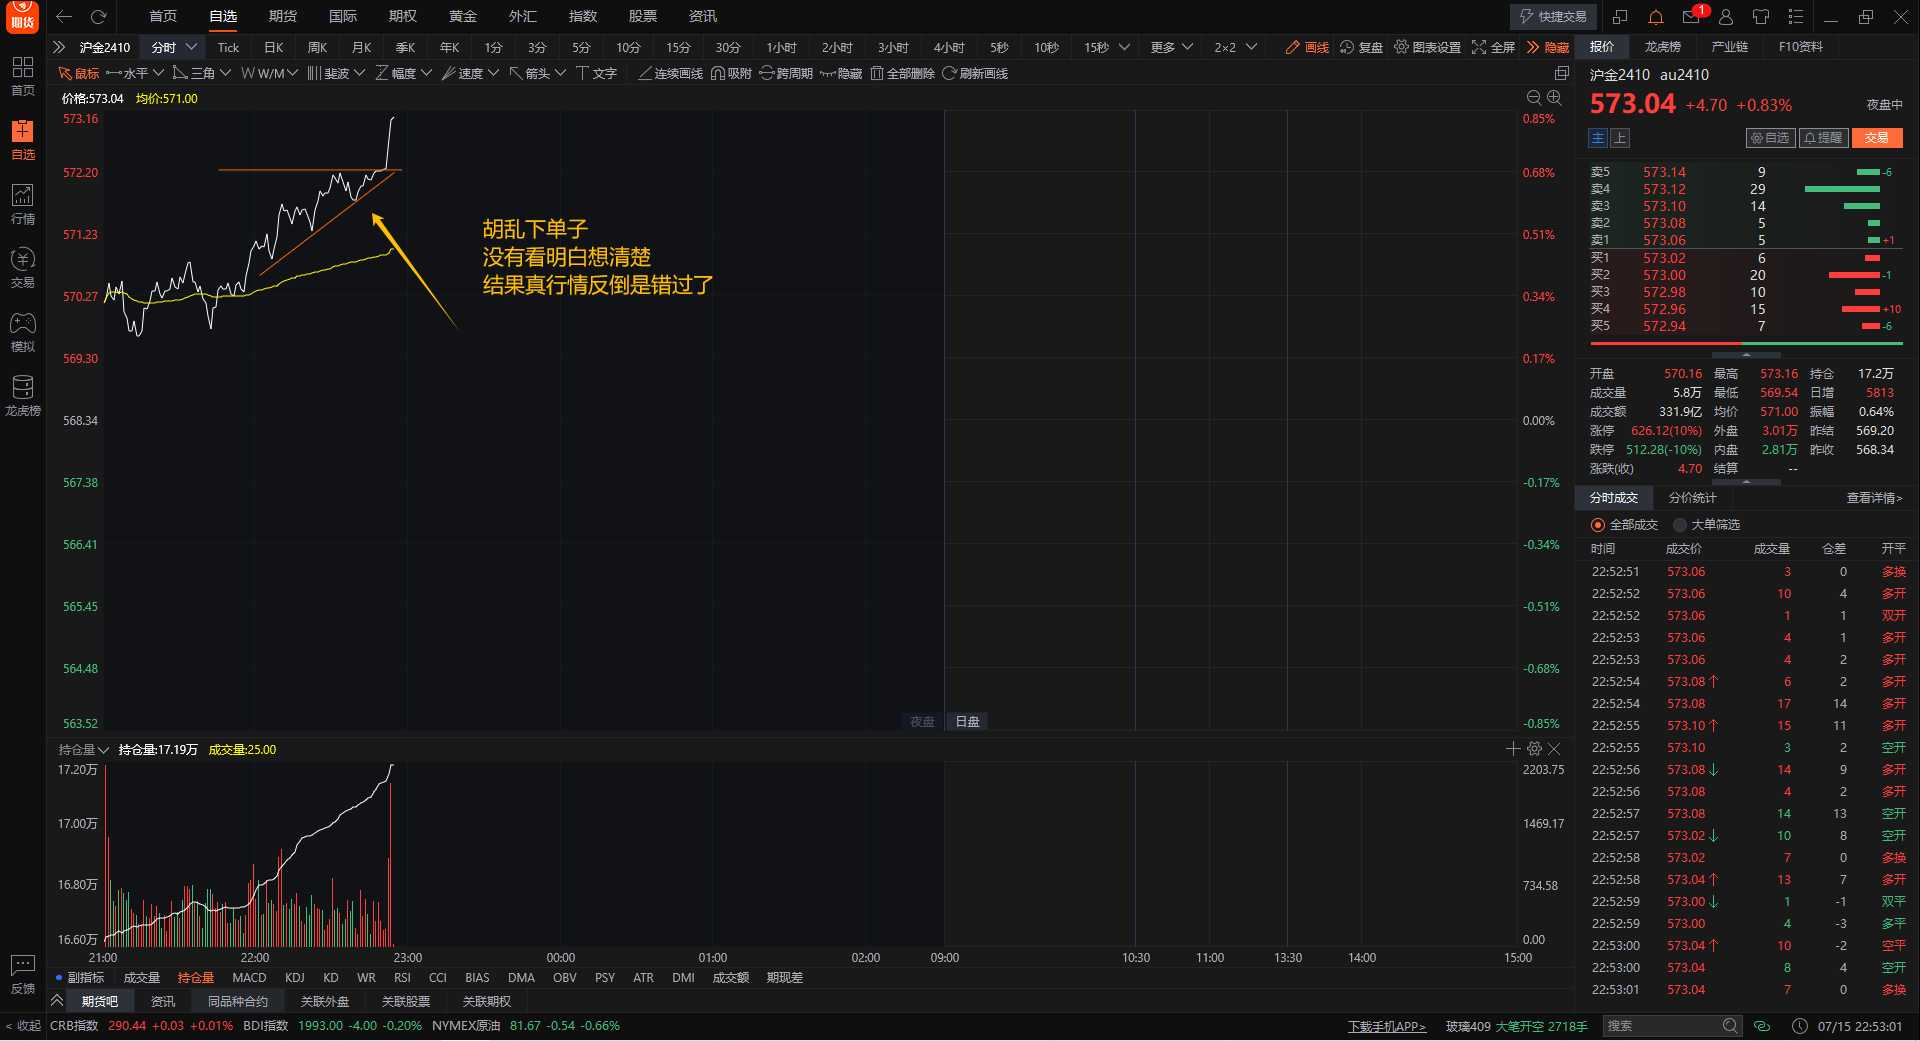 期货 首页 自选 期货 国际 期权 黄金 外汇 指数 股票 资讯 快捷交易 1
沪金2410 分时 Tick 日K 周K 月K 季K 年K 1分 3分 5分 10分 15分 30分 1小时 2小时 3小时 4小时 5秒 10秒 15秒 更多 2×2 画线 复盘 图表设置 全屏 隐藏
鼠标 水平 三角 W/M 斐波 幅度 速度 箭头 文字 连续画线 吸附 跨周期 隐藏 全部删除 刷新画线
首页
自选
行情
交易
模拟
龙虎榜
反馈
< 收起
价格:573.04 均价:571.00
573.16 0.85%
572.20 0.68%
571.23 0.51%
570.27 0.34%
569.30 0.17%
568.34 0.00%
567.38 -0.17%
566.41 -0.34%
565.45 -0.51%
564.48 -0.68%
563.52 -0.85%
胡乱下单子
没有看明白想清楚
结果真行情反倒是错过了
夜盘 日盘
持仓量 持仓量:17.19万 成交量:25.00
17.20万 2203.75
17.00万 1469.17
16.80万 734.58
16.60万 0.00
21:00 22:00 23:00 00:00 01:00 02:00 09:00 10:30 11:00 13:30 14:00 15:00
副指标 成交量 持仓量 MACD KDJ KD WR RSI CCI BIAS DMA OBV PSY ATR DMI 成交额 期现差
期货吧 资讯 同品种合约 关联外盘 关联股票 关联期权
报价 龙虎榜 产业链 F10资料
沪金2410 au2410
573.04 +4.70 +0.83% 夜盘中
主 上 自选 提醒 交易
卖5 573.14 9 -6
卖4 573.12 29
卖3 573.10 14
卖2 573.08 5
卖1 573.06 5 +1
买1 573.02 6
买2 573.00 20 -1
买3 572.98 10
买4 572.96 15 +10
买5 572.94 7 -6
开盘 570.16 最高 573.16 持仓 17.2万
成交量 5.8万 最低 569.54 日增 5813
成交额 331.9亿 均价 571.00 振幅 0.64%
涨停 626.12(10%) 外盘 3.01万 昨结 569.20
跌停 512.28(-10%) 内盘 2.81万 昨收 568.34
涨跌(收) 4.70 结算 --
分时成交 分价统计 查看详情>
全部成交 大单筛选
时间 成交价 成交量 仓差 开平
22:52:51 573.06 3 0 多换
22:52:52 573.06 10 4 多开
22:52:52 573.06 1 1 双开
22:52:53 573.06 4 1 多开
22:52:53 573.06 4 2 多开
22:52:54 573.08↑ 6 2 多开
22:52:54 573.08 17 14 多开
22:52:55 573.10↑ 15 11 多开
22:52:55 573.10 3 2 空开
22:52:56 573.08↓ 14 9 多开
22:52:56 573.08 4 2 多开
22:52:57 573.08 14 13 空开
22:52:57 573.02↓ 10 8 空开
22:52:58 573.02 7 0 多换
22:52:58 573.04↑ 13 7 多开
22:52:59 573.00↓ 1 -1 双平
22:52:59 573.00 4 -3 多平
22:53:00 573.04↑ 10 -2 空平
22:53:00 573.04 8 4 空开
22:53:01 573.04 7 0 多换
CRB指数 290.44 +0.03 +0.01% BDI指数 1993.00 -4.00 -0.20% NYMEX原油 81.67 -0.54 -0.66% 下载手机APP> 玻璃409 大笔开空 2718手 搜索 07/15 22:53:01